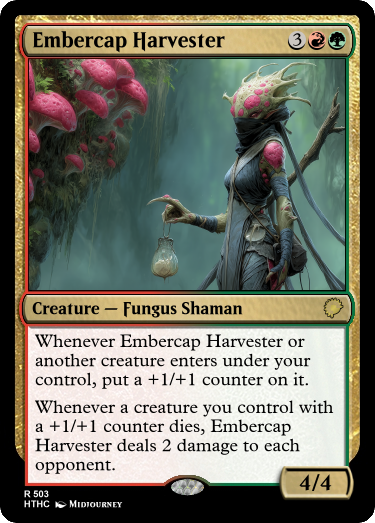 Embercap Harvester 3
Creature — Fungus Shaman
Whenever Embercap Harvester or
another creature enters under your
control, put a +1/+1 counter on it.
Whenever a creature you control with
a +1/+1 counter dies, Embercap
Harvester deals 2 damage to each
opponent.
4/4
R 503
HTHC Midjourney